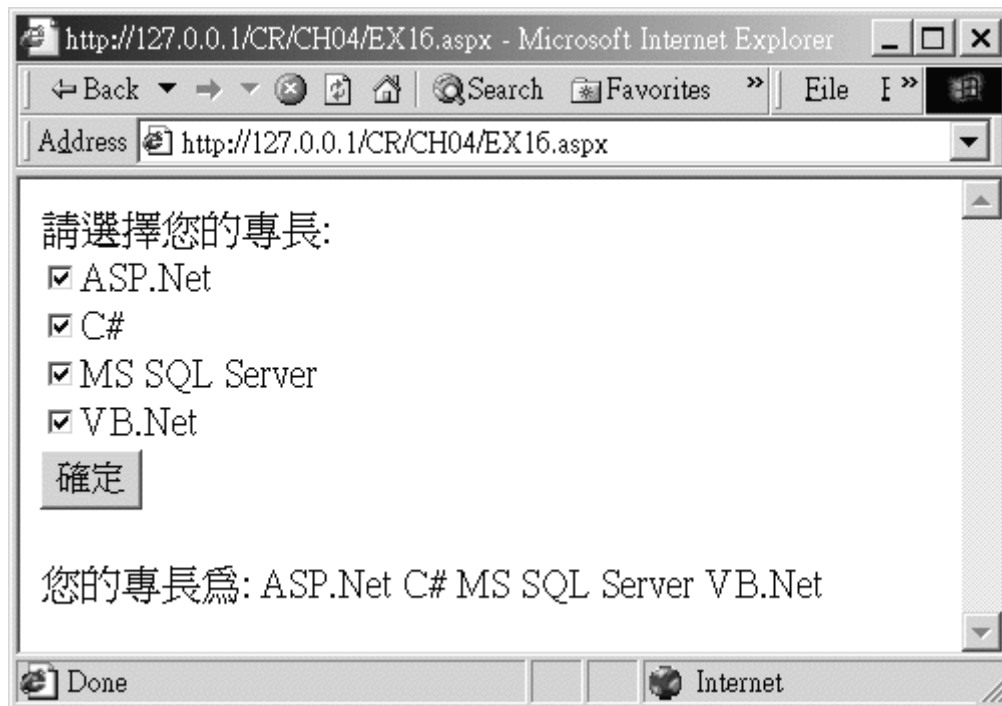 http://127.0.0.1/CR/CH04/EX16.aspx - Microsoft Internet Explorer
Back Search Favorites » File E »
Address http://127.0.0.1/CR/CH04/EX16.aspx
請選擇您的專長:
ASP.Net
C#
MS SQL Server
VB.Net
確定
您的專長為: ASP.Net C# MS SQL Server VB.Net
Done Internet